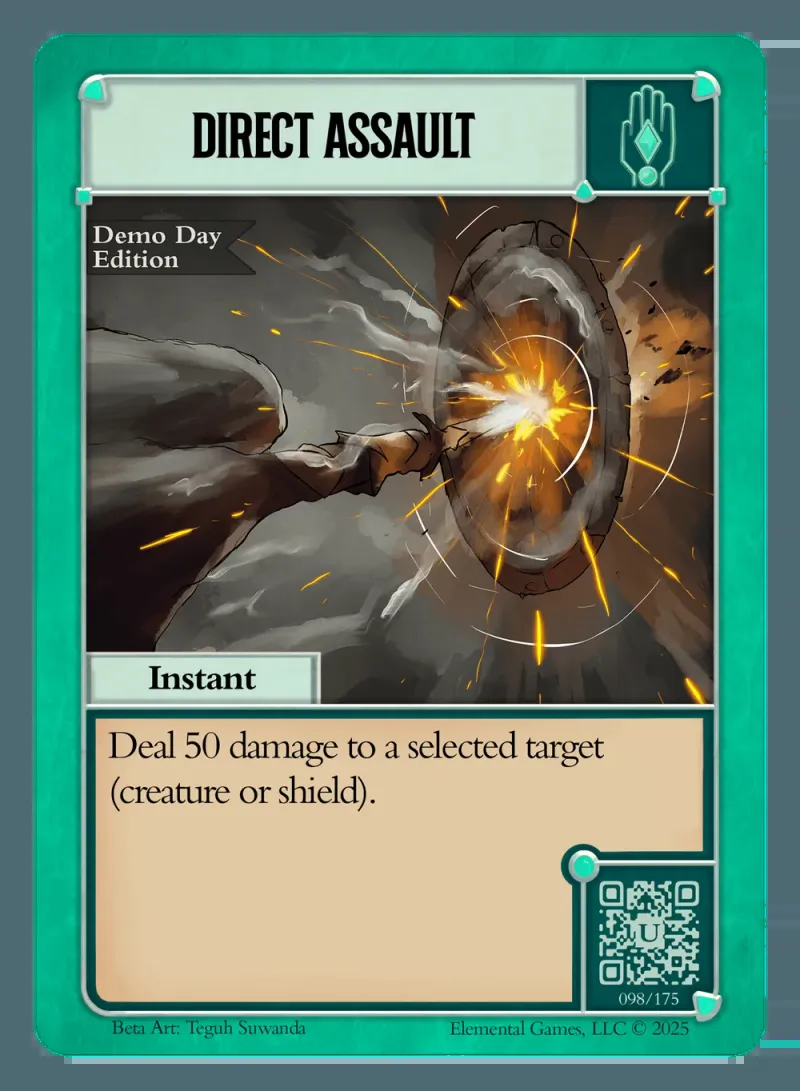 DIRECT ASSAULT
Demo Day
Edition
Instant
Deal 50 damage to a selected target
(creature or shield).
U
098/175
Beta Art: Teguh Suwanda
Elemental Games, LLC © 2025